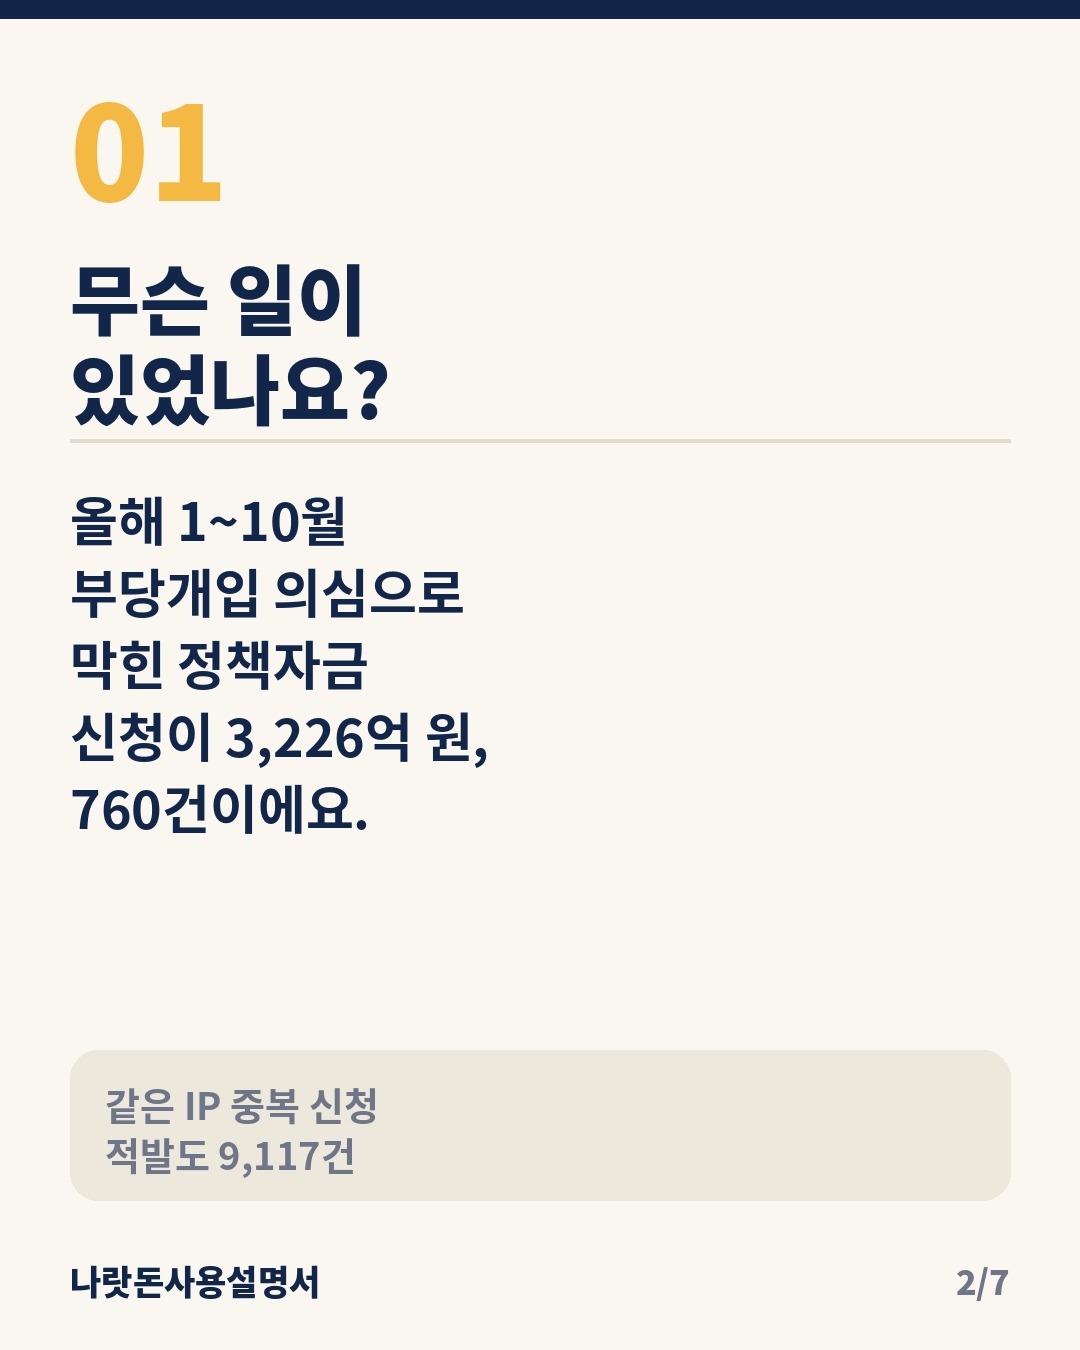 01
무슨 일이
있었나요?
올해 1~10월
부당개입 의심으로
막힌 정책자금
신청이 3,226억 원,
760건이에요.
같은 IP 중복 신청
적발도 9,117건
나랏돈사용설명서
2/7